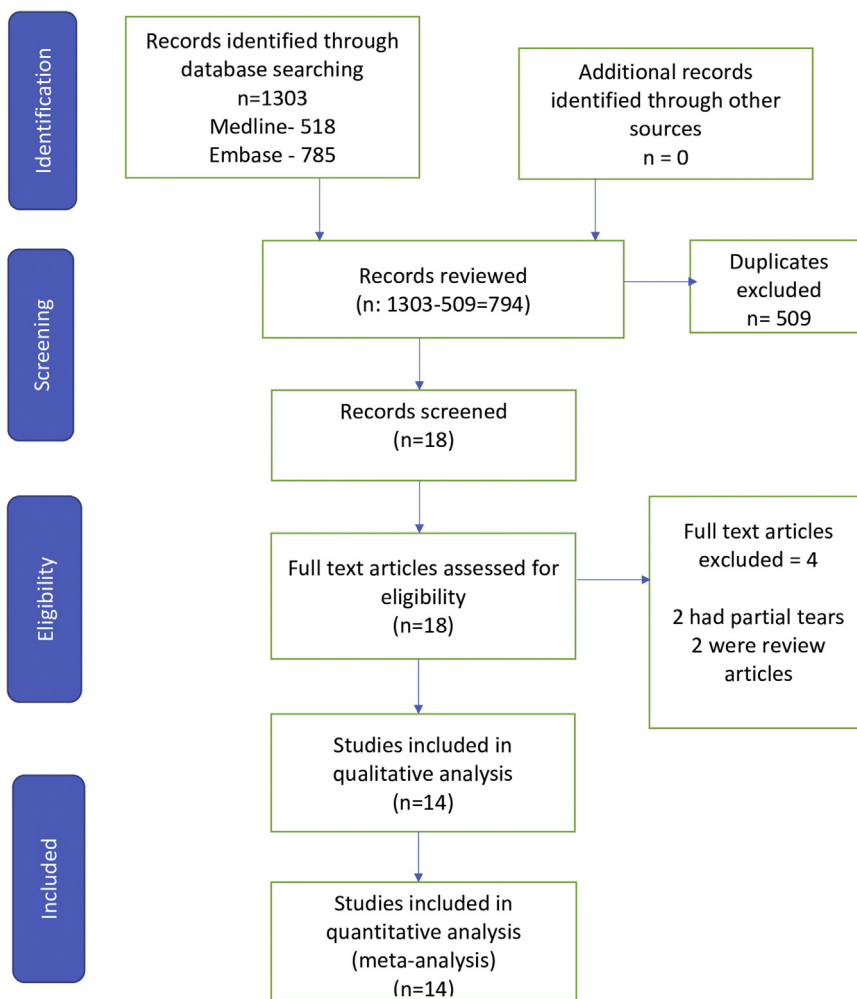 Identification
Records identified through
database searching
n=1303
Medline- 518
Embase - 785
Additional records
identified through other
sources
n = 0
Screening
Records reviewed
(n: 1303-509=794)
Duplicates
excluded
n= 509
Records screened
(n=18)
Eligibility
Full text articles assessed for
eligibility
(n=18)
Full text articles
excluded = 4
2 had partial tears
2 were review
articles
Studies included in
qualitative analysis
(n=14)
Included
Studies included in
quantitative analysis
(meta-analysis)
(n=14)